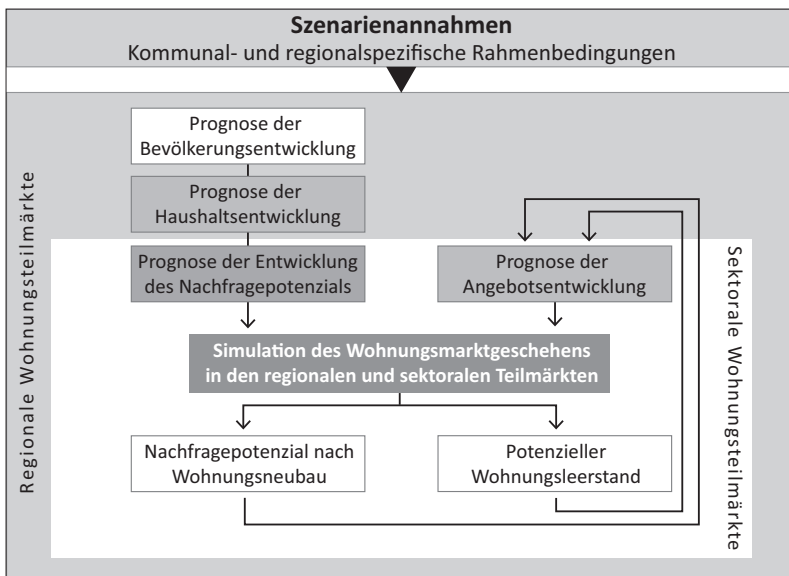 Szenarienannahmen
Kommunal- und regionalspezifische Rahmenbedingungen
Regionale Wohnungsteilmärkte
Prognose der
Bevölkerungsentwicklung
Prognose der
Haushaltsentwicklung
Prognose der Entwicklung
des Nachfragepotenzials
Prognose der
Angebotsentwicklung
Simulation des Wohnungsmarktgeschehens
in den regionalen und sektoralen Teilmärkten
Nachfragepotenzial nach
Wohnungsneubau
Potenzieller
Wohnungsleerstand
Sektorale Wohnungsteilmärkte